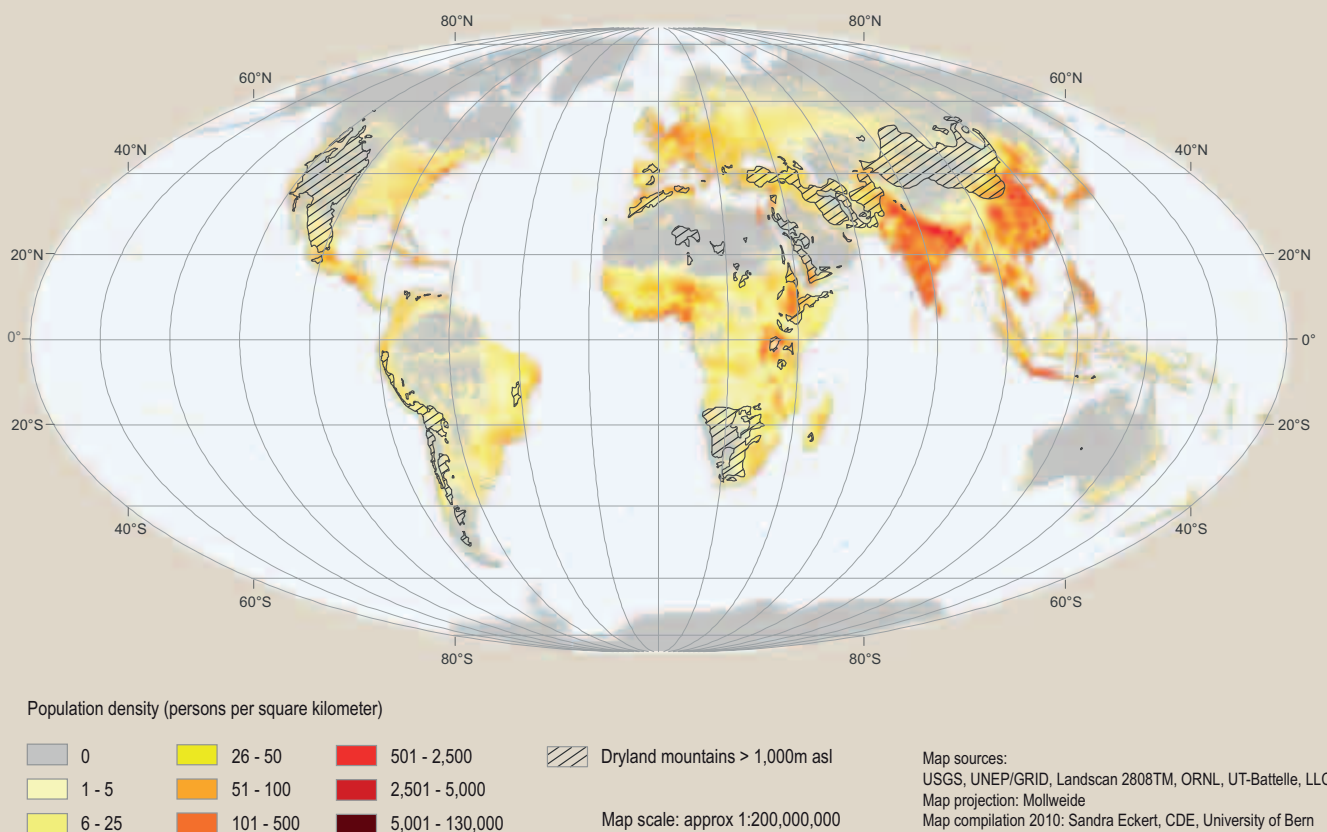 80°N 80°N
60°N 60°N
40°N 40°N
20°N 20°N
0° 0°
20°S 20°S
40°S 40°S
60°S 60°S
80°S 80°S
Population density (persons per square kilometer)
0
1 - 5
6 - 25
26 - 50
51 - 100
101 - 500
501 - 2,500
2,501 - 5,000
5,001 - 130,000
Dryland mountains > 1,000m asl
Map scale: approx 1:200,000,000
Map sources:
USGS, UNEP/GRID, Landscan 2808TM, ORNL, UT-Battelle, LLC
Map projection: Mollweide
Map compilation 2010: Sandra Eckert, CDE, University of Bern